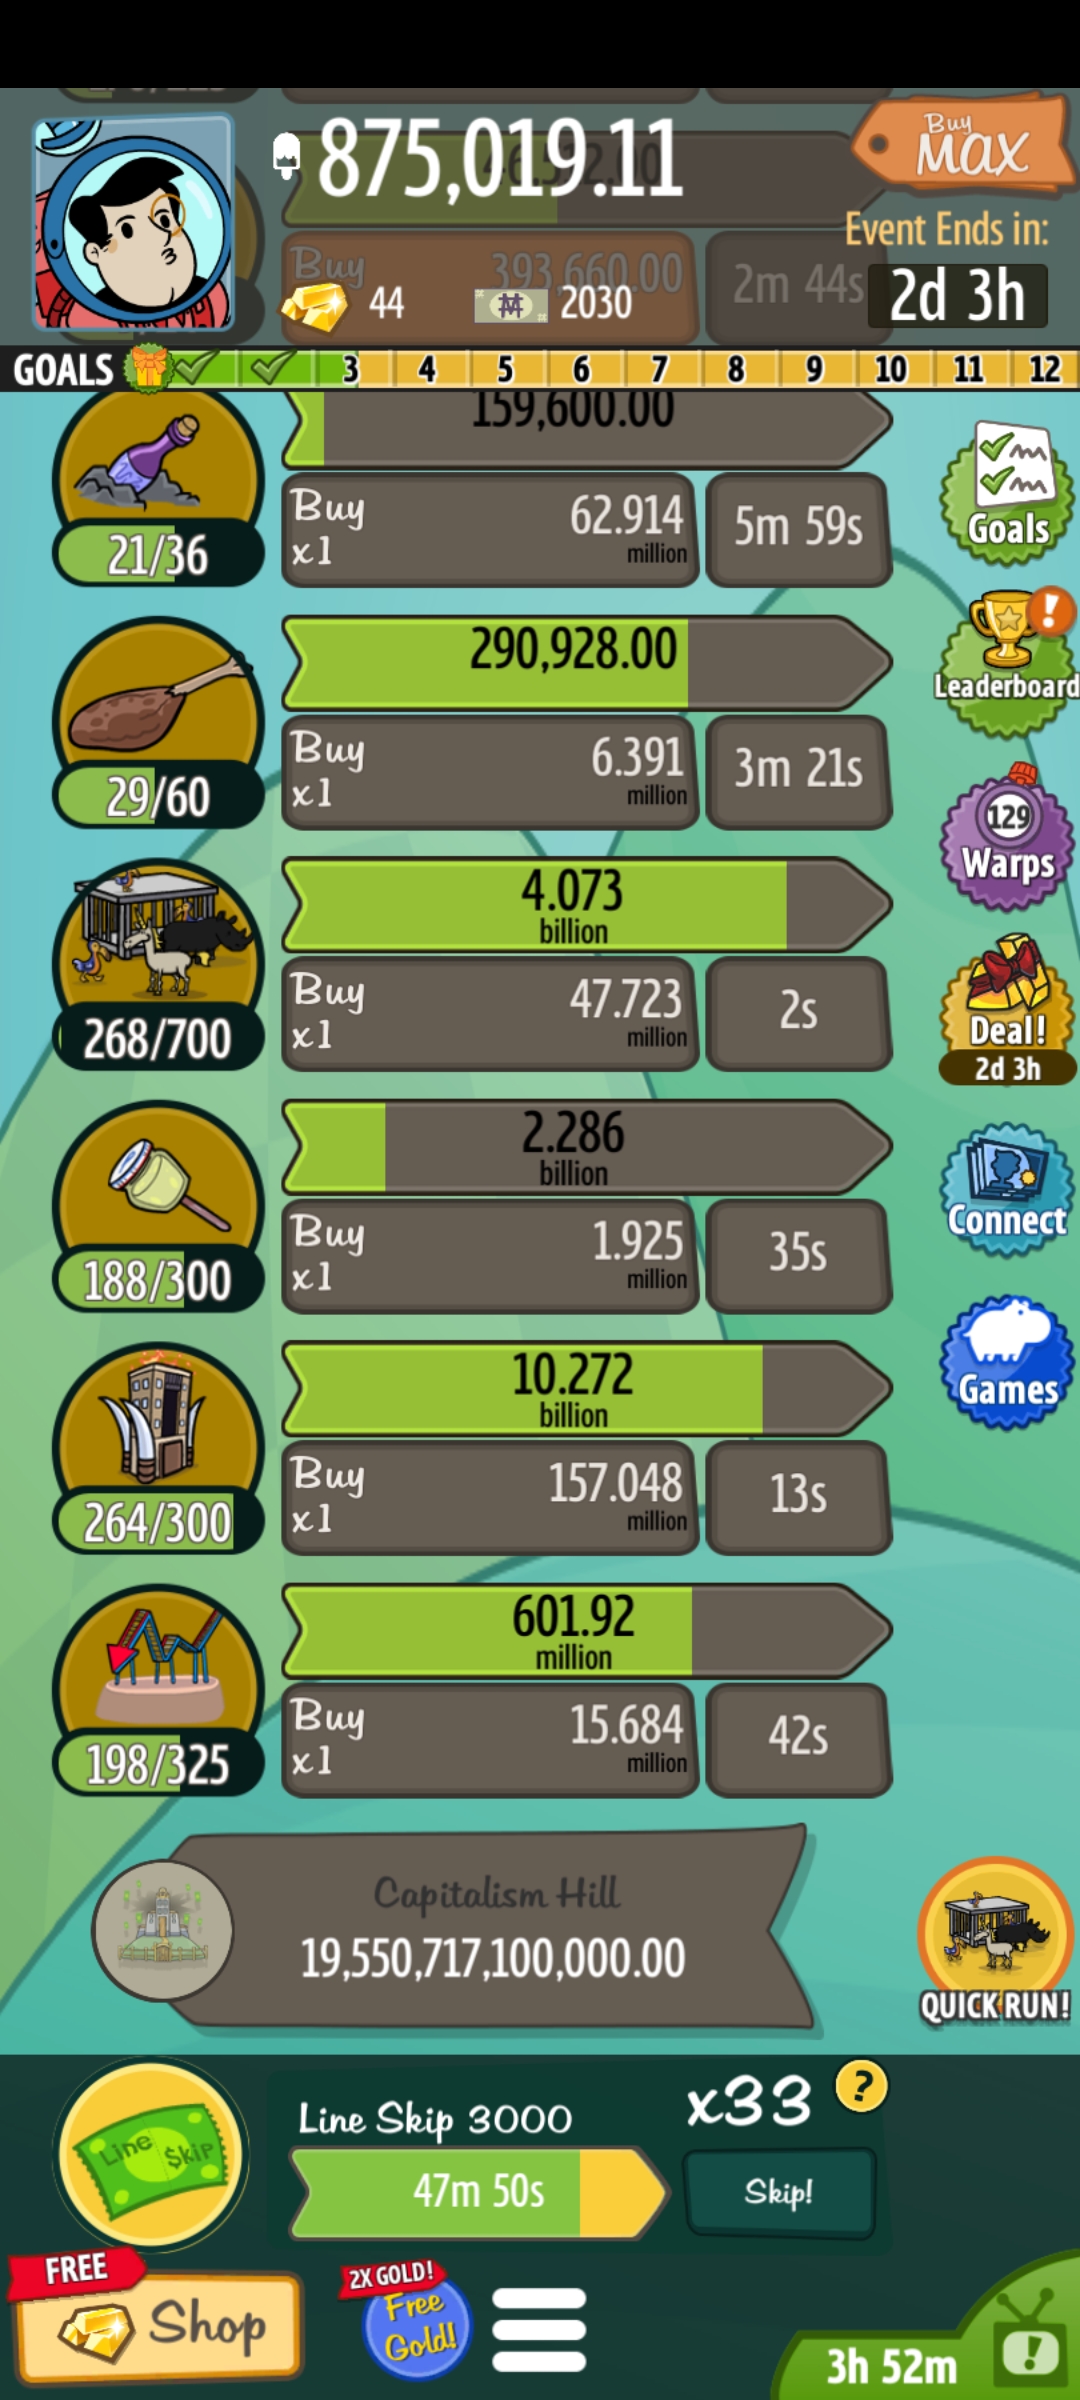 875,019.11
Buy
MAX
Event Ends in:
2d 3h
Buy
393,660.00
2m 44s
44
2030
GOALS
3
4
5
6
7
8
9
10
11
12
159,600.00
Buy
x1
62.914
million
5m 59s
21/36
Goals
290,928.00
Buy
x1
6.391
million
3m 21s
29/60
!
Leaderboard
129
Warps
4.073
billion
Buy
x1
47.723
million
2s
268/700
Deal!
2d 3h
2.286
billion
Buy
x1
1.925
million
35s
188/300
Connect
10.272
billion
Buy
x1
157.048
million
13s
264/300
Games
601.92
million
Buy
x1
15.684
million
42s
198/325
Capitalism Hill
19,550,717,100,000.00
QUICK RUN!
Line $kip
Line Skip 3000
47m 50s
x33
?
Skip!
FREE
Shop
2X GOLD!
Free
Gold!
3h 52m
!